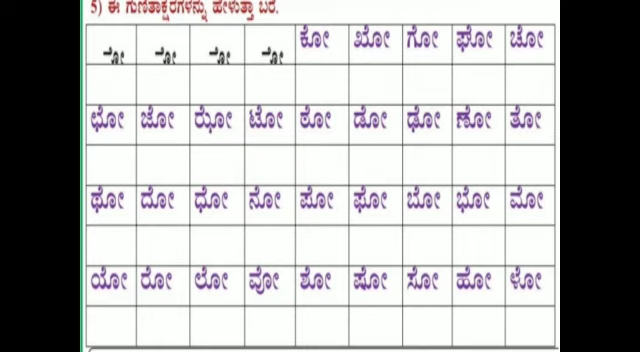 5) ಈ ಗುಣಿತಾಕ್ಷರಗಳನ್ನು ಹೇಳುತ್ತಾ ಬರೆ.
ೋ ೋ ೋ ೋ ಕೋ ಖೋ ಗೋ ಘೋ ಚೋ
ಛೋ ಜೋ ಝೋ ಟೋ ಠೋ ಡೋ ಢೋ ಣೋ ತೋ
ಥೋ ದೋ ಧೋ ನೋ ಪೋ ಫೋ ಬೋ ಭೋ ಮೋ
ಯೋ ರೋ ಲೋ ವೋ ಶೋ ಷೋ ಸೋ ಹೋ ಳೋ